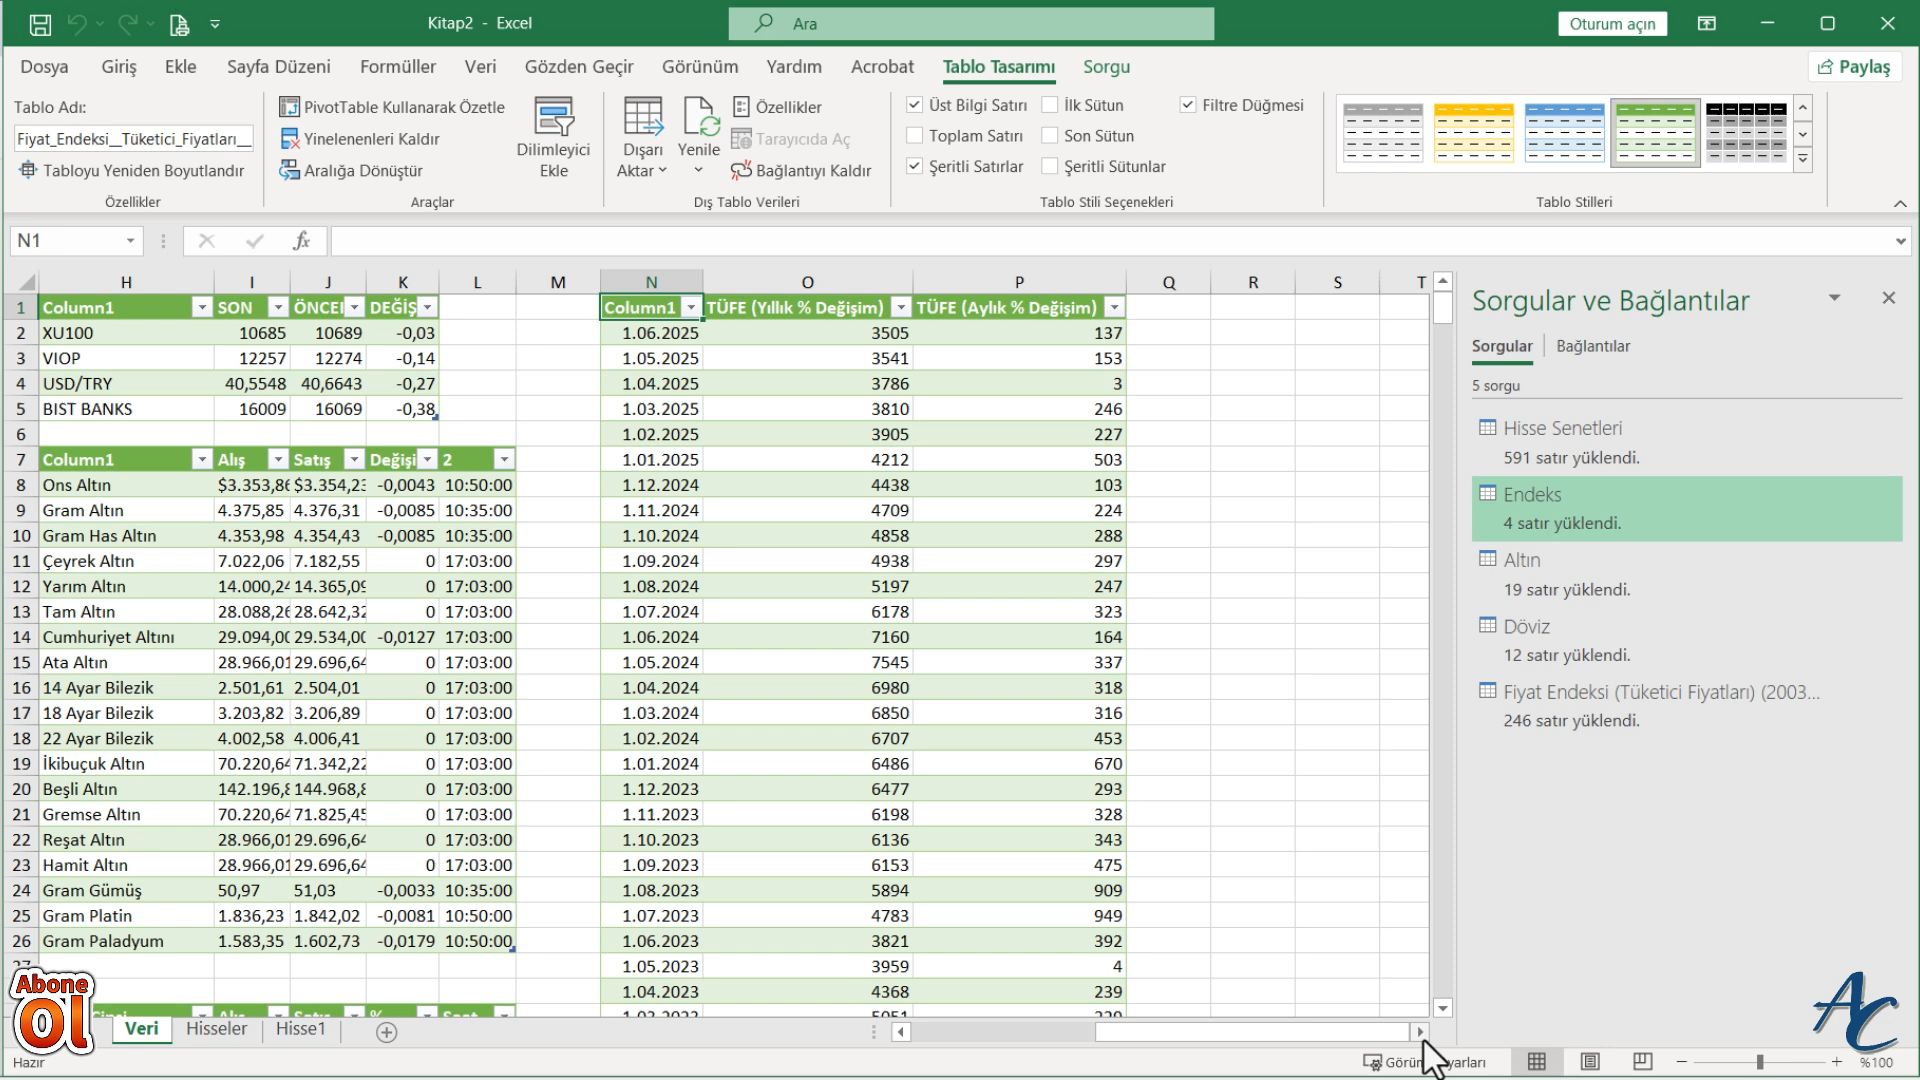 Kitap2 - Excel
Ara
Oturum açın
Dosya Giriş Ekle Sayfa Düzeni Formüller Veri Gözden Geçir Görünüm Yardım Acrobat Tablo Tasarımı Sorgu Paylaş
Tablo Adı:
Fiyat_Endeksi__Tüketici_Fiyatları__
Tabloyu Yeniden Boyutlandır
Özellikler
PivotTable Kullanarak Özetle
Yinelenenleri Kaldır
Aralığa Dönüştür
Araçlar
Dilimleyici
Ekle
Dışarı
Aktar
Yenile
Özellikler
Tarayıcıda Aç
Bağlantıyı Kaldır
Dış Tablo Verileri
Üst Bilgi Satırı İlk Sütun Filtre Düğmesi
Toplam Satırı Son Sütun
Şeritli Satırlar Şeritli Sütunlar
Tablo Stili Seçenekleri
Tablo Stilleri
N1 fx
H I J K L M N O P Q R S T
1 Column1 SON ÖNCEI DEĞİŞ Column1 TÜFE (Yıllık % Değişim) TÜFE (Aylık % Değişim)
2 XU100 10685 10689 -0,03 1.06.2025 3505 137
3 VIOP 12257 12274 -0,14 1.05.2025 3541 153
4 USD/TRY 40,5548 40,6643 -0,27 1.04.2025 3786 3
5 BIST BANKS 16009 16069 -0,38 1.03.2025 3810 246
6 1.02.2025 3905 227
7 Column1 Alış Satış Değişi 2 1.01.2025 4212 503
8 Ons Altın $3.353,86 $3.354,23 -0,0043 10:50:00 1.12.2024 4438 103
9 Gram Altın 4.375,85 4.376,31 -0,0085 10:35:00 1.11.2024 4709 224
10 Gram Has Altın 4.353,98 4.354,43 -0,0085 10:35:00 1.10.2024 4858 288
11 Çeyrek Altın 7.022,06 7.182,55 0 17:03:00 1.09.2024 4938 297
12 Yarım Altın 14.000,24 14.365,09 0 17:03:00 1.08.2024 5197 247
13 Tam Altın 28.088,26 28.642,32 0 17:03:00 1.07.2024 6178 323
14 Cumhuriyet Altını 29.094,00 29.534,00 -0,0127 17:03:00 1.06.2024 7160 164
15 Ata Altın 28.966,01 29.696,64 0 17:03:00 1.05.2024 7545 337
16 14 Ayar Bilezik 2.501,61 2.504,01 0 17:03:00 1.04.2024 6980 318
17 18 Ayar Bilezik 3.203,82 3.206,89 0 17:03:00 1.03.2024 6850 316
18 22 Ayar Bilezik 4.002,58 4.006,41 0 17:03:00 1.02.2024 6707 453
19 İkibuçuk Altın 70.220,64 71.342,22 0 17:03:00 1.01.2024 6486 670
20 Beşli Altın 142.196,8 144.968,8 0 17:03:00 1.12.2023 6477 293
21 Gremse Altın 70.220,64 71.825,45 0 17:03:00 1.11.2023 6198 328
22 Reşat Altın 28.966,01 29.696,64 0 17:03:00 1.10.2023 6136 343
23 Hamit Altın 28.966,01 29.696,64 0 17:03:00 1.09.2023 6153 475
24 Gram Gümüş 50,97 51,03 -0,0033 10:35:00 1.08.2023 5894 909
25 Gram Platin 1.836,23 1.842,02 -0,0081 10:50:00 1.07.2023 4783 949
26 Gram Paladyum 1.583,35 1.602,73 -0,0179 10:50:00 1.06.2023 3821 392
1.05.2023 3959 4
1.04.2023 4368 239
Sorgular ve Bağlantılar
Sorgular Bağlantılar
5 sorgu
Hisse Senetleri
591 satır yüklendi.
Endeks
4 satır yüklendi.
Altın
19 satır yüklendi.
Döviz
12 satır yüklendi.
Fiyat Endeksi (Tüketici Fiyatları) (2003...
246 satır yüklendi.
Abone
Ol
AC
Veri Hisseler Hisse1
Hazır
%100